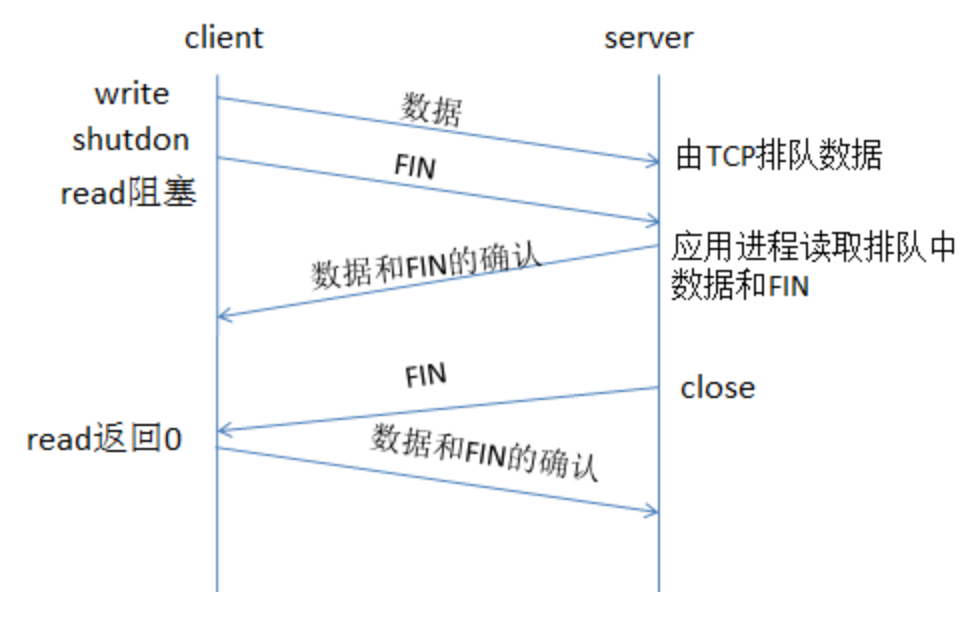 client
server
write
数据
shutdon
由TCP排队数据
FIN
read阻塞
应用进程读取排队中
数据和FIN的确认
数据和FIN
FIN
close
read返回0
数据和FIN的确认